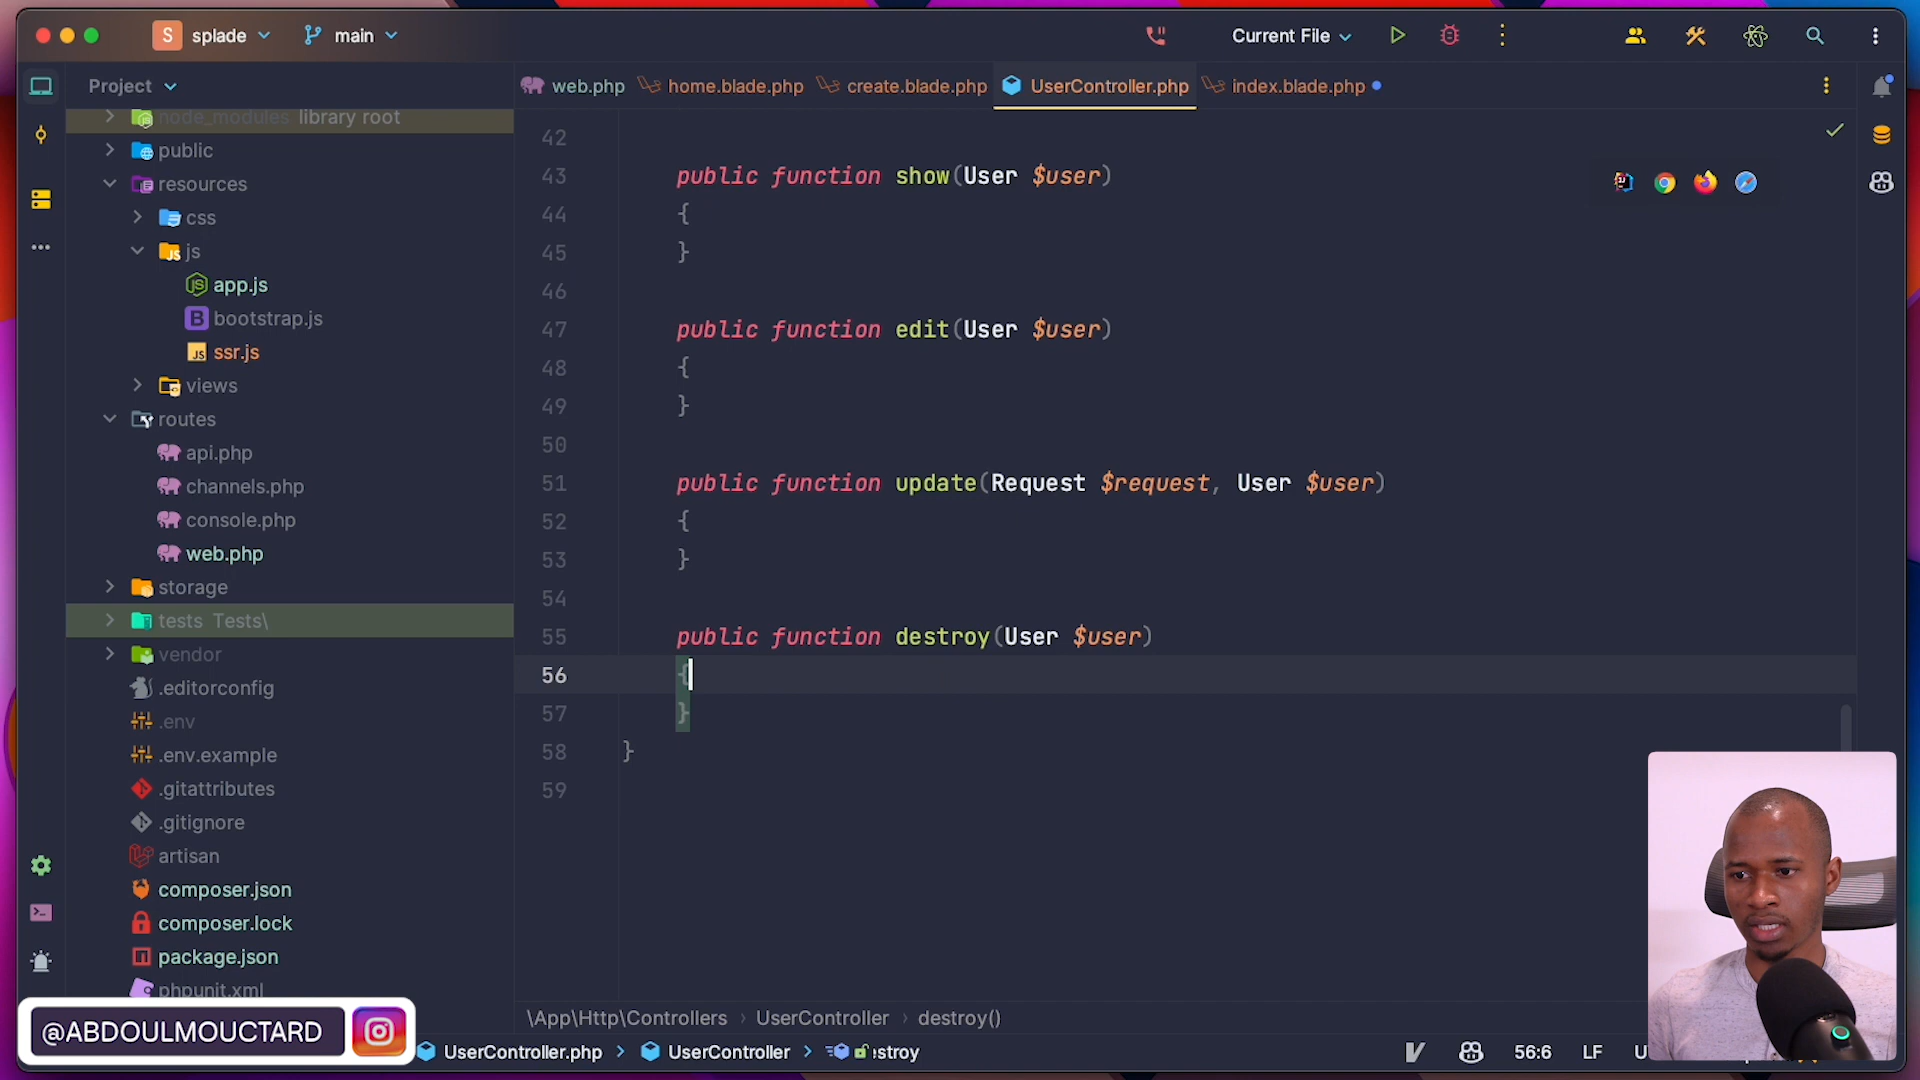 S splade main Current File
Project
node_modules library root
public
resources
css
js
app.js
bootstrap.js
ssr.js
views
routes
api.php
channels.php
console.php
web.php
storage
tests Tests\
vendor
.editorconfig
.env
.env.example
.gitattributes
.gitignore
artisan
composer.json
composer.lock
package.json
phpunit.xml
web.php home.blade.php create.blade.php UserController.php index.blade.php
42
43 public function show(User $user)
44 {
45 }
46
47 public function edit(User $user)
48 {
49 }
50
51 public function update(Request $request, User $user)
52 {
53 }
54
55 public function destroy(User $user)
56 {
57 }
58 }
59
\App\Http\Controllers › UserController › destroy()
@ABDOULMOUCTARD
UserController.php › UserController › stroy 56:6 LF